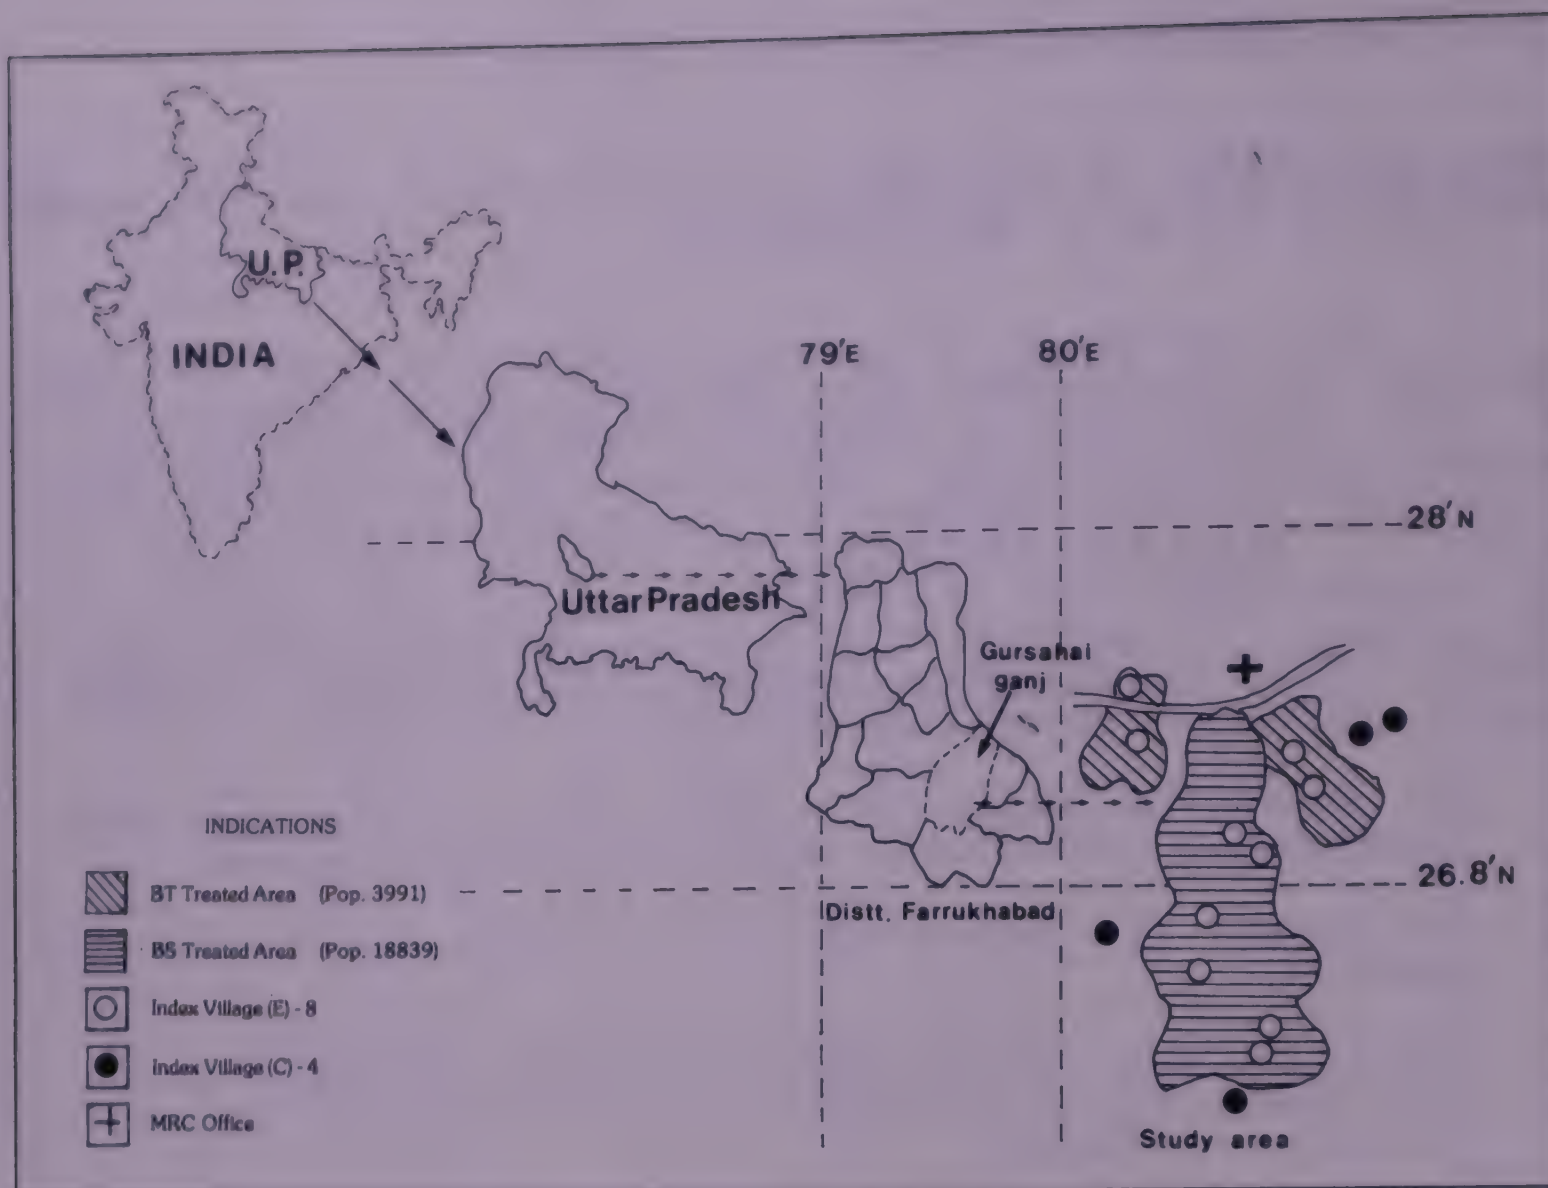 U.P.
INDIA
79'E
80'E
28'N
Uttar Pradesh
Gursahai
ganj
INDICATIONS
BT Treated Area (Pop. 3991)
26.8'N
Distt. Farrukhabad
BS Treated Area (Pop. 18839)
Index Village (E) - 8
Index Village (C) - 4
MRC Office
Study area